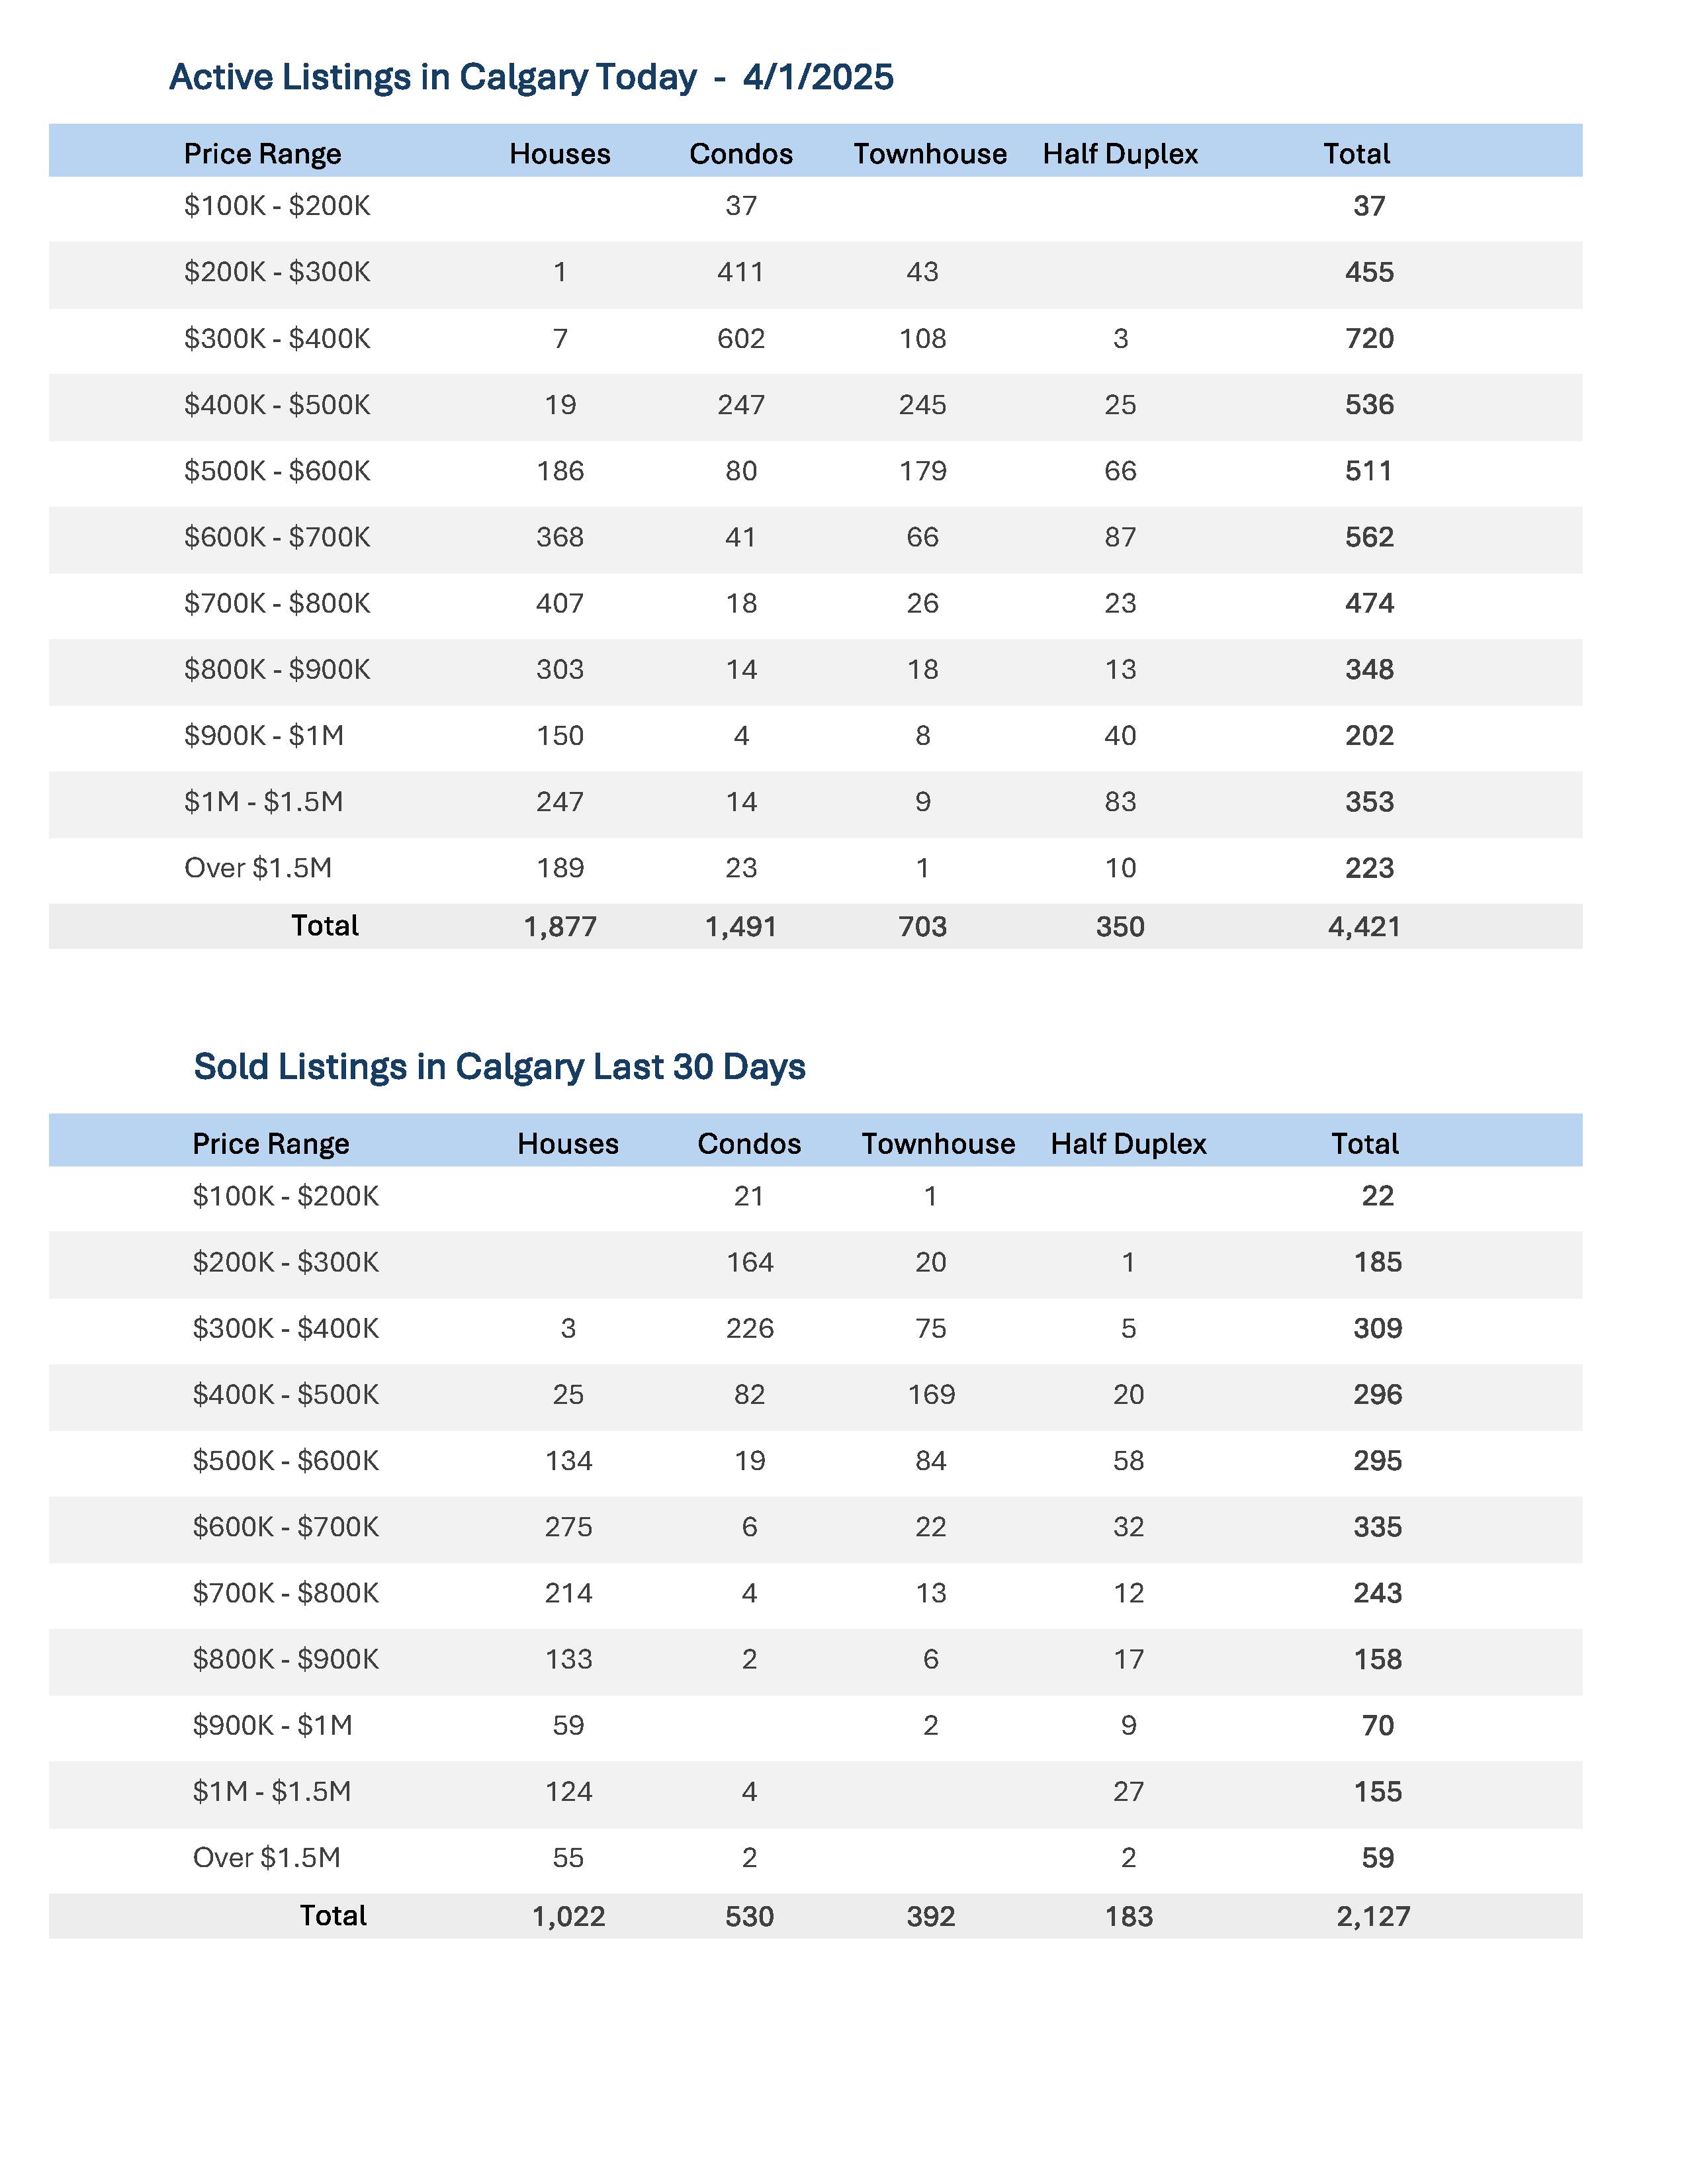 Active Listings in Calgary Today - 4/1/2025
Price Range Houses Condos Townhouse Half Duplex Total
$100K - $200K 37 37
$200K - $300K 1 411 43 455
$300K - $400K 7 602 108 3 720
$400K - $500K 19 247 245 25 536
$500K - $600K 186 80 179 66 511
$600K - $700K 368 41 66 87 562
$700K - $800K 407 18 26 23 474
$800K - $900K 303 14 18 13 348
$900K - $1M 150 4 8 40 202
$1M - $1.5M 247 14 9 83 353
Over $1.5M 189 23 1 10 223
Total 1,877 1,491 703 350 4,421
Sold Listings in Calgary Last 30 Days
Price Range Houses Condos Townhouse Half Duplex Total
$100K - $200K 21 1 22
$200K - $300K 164 20 1 185
$300K - $400K 3 226 75 5 309
$400K - $500K 25 82 169 20 296
$500K - $600K 134 19 84 58 295
$600K - $700K 275 6 22 32 335
$700K - $800K 214 4 13 12 243
$800K - $900K 133 2 6 17 158
$900K - $1M 59 2 9 70
$1M - $1.5M 124 4 27 155
Over $1.5M 55 2 2 59
Total 1,022 530 392 183 2,127